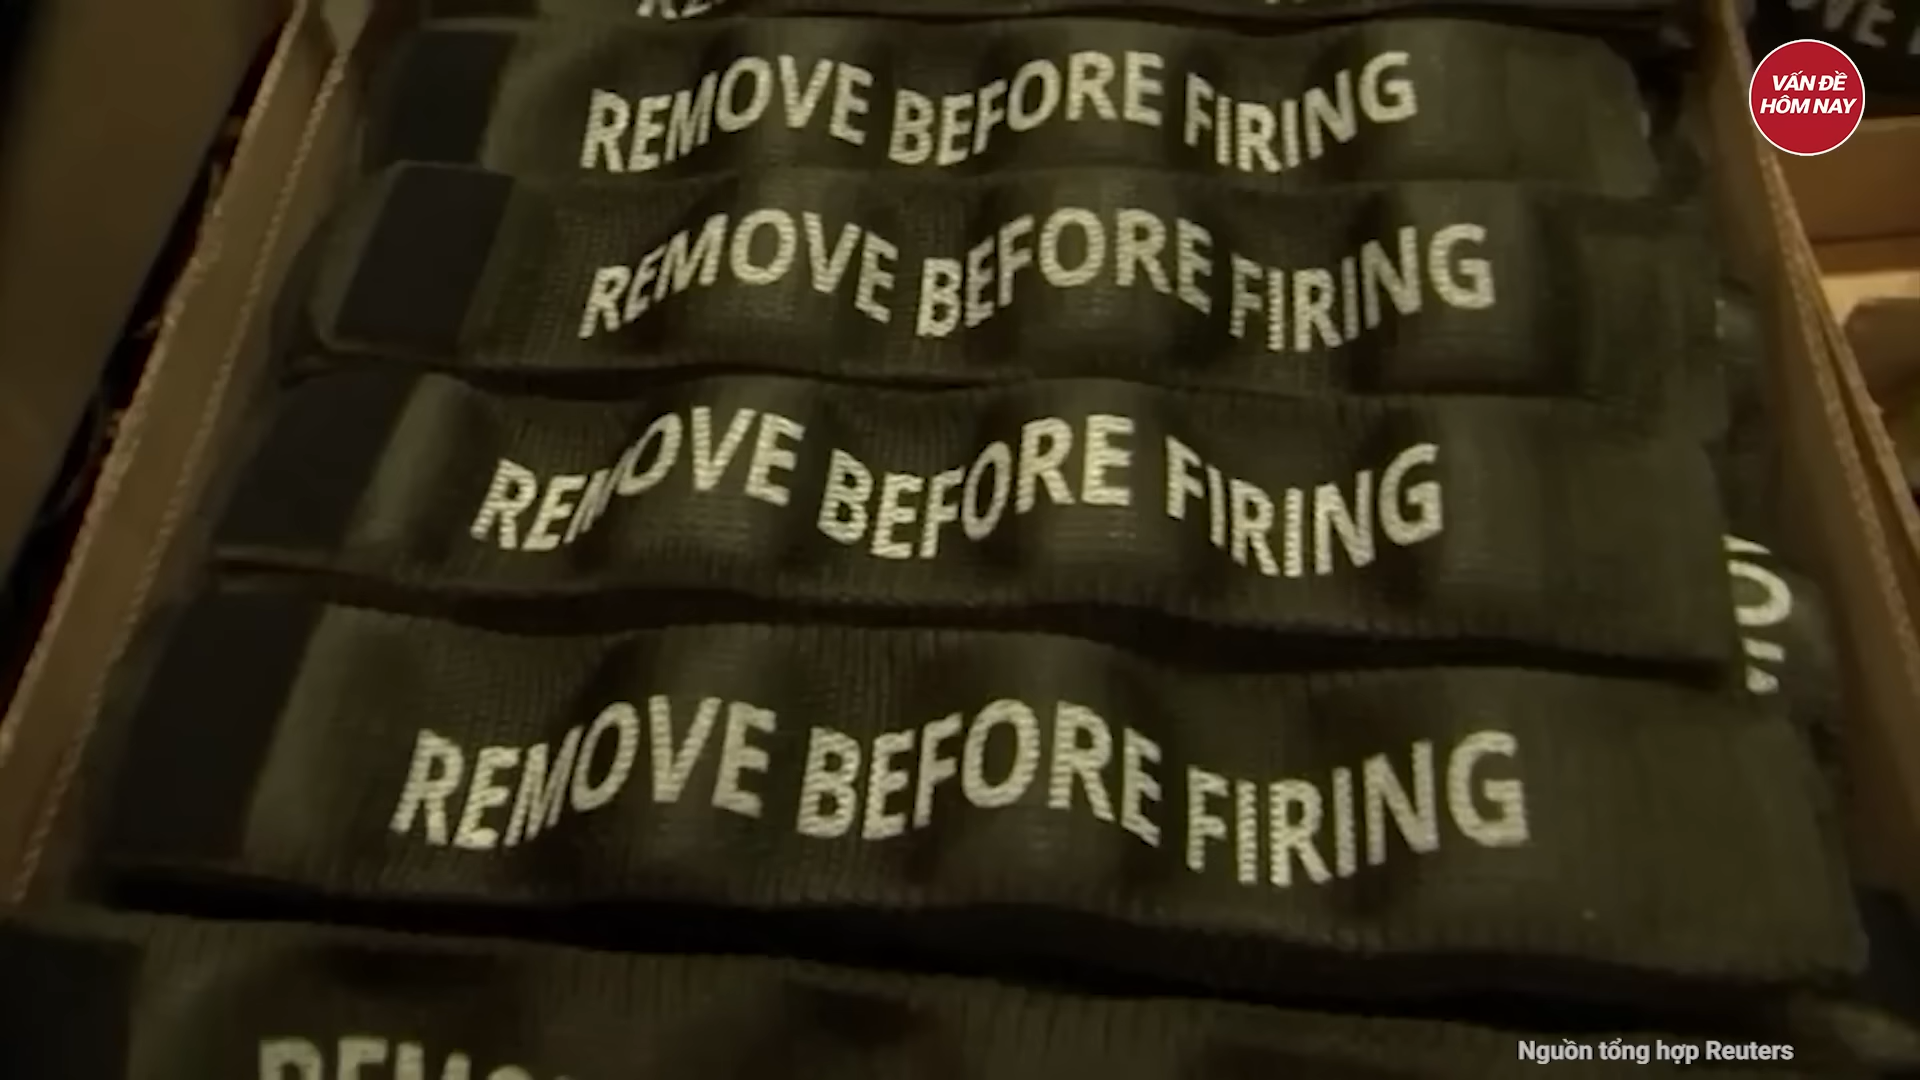 REMOVE BEFORE FIRING
VẤN ĐỀ
HÔM NAY
REMOVE BEFORE FIRING
REMOVE BEFORE FIRING
REMOVE BEFORE FIRING
Nguồn tổng hợp Reuters